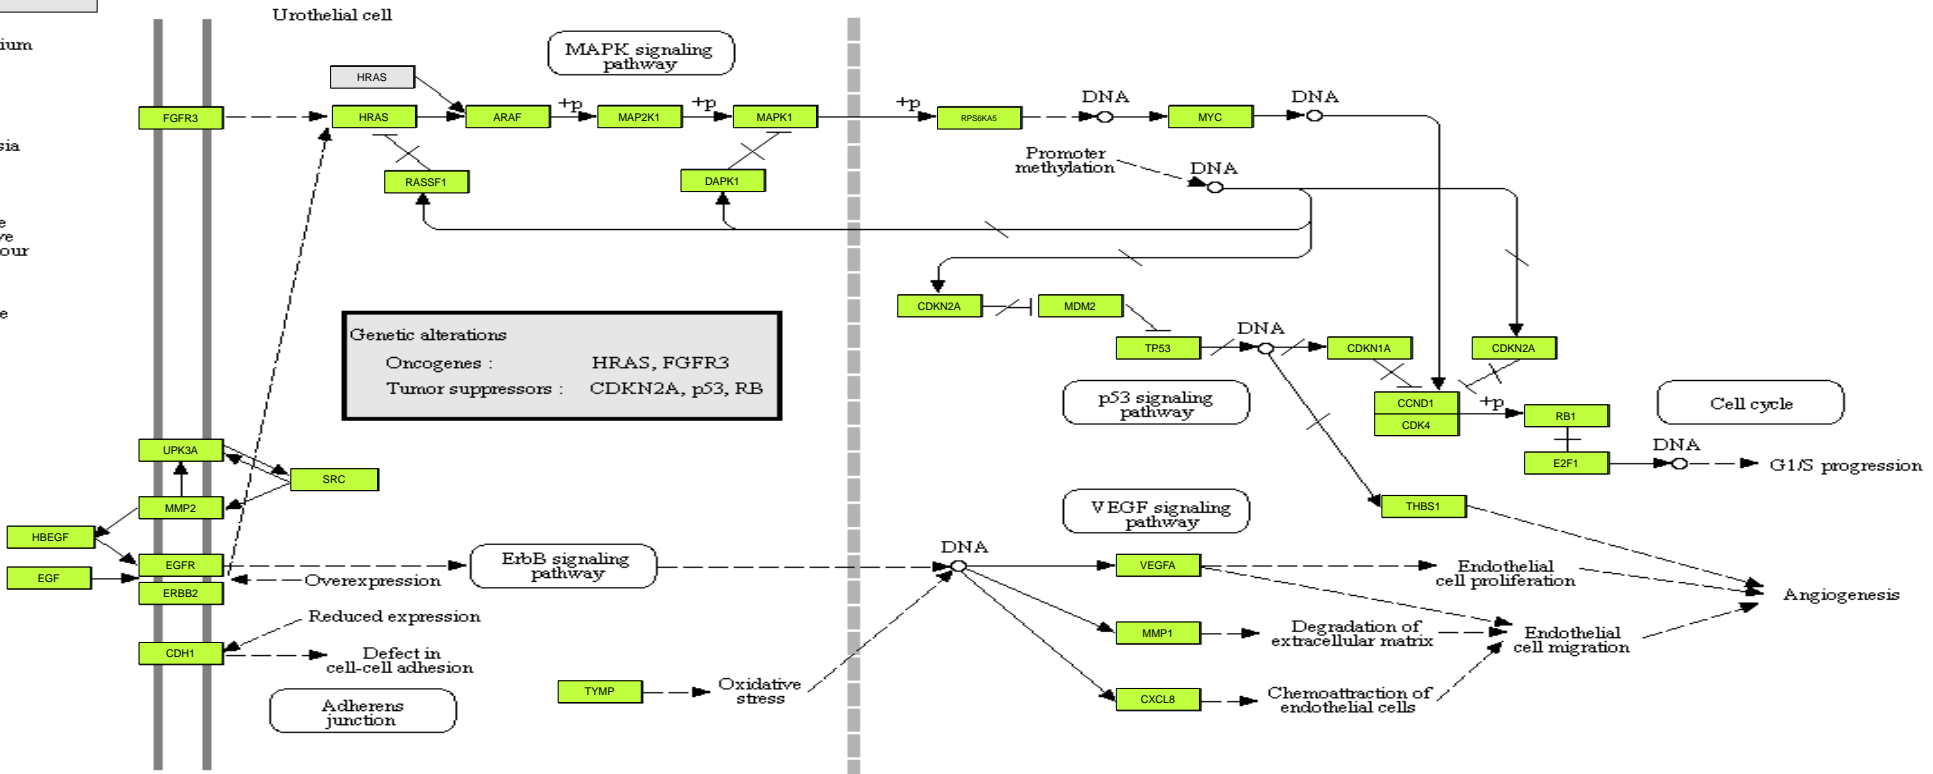 Urothelial cell
ium
MAPK signaling
pathway
HRAS
FGFR3
HRAS
ARAF
+p
MAP2K1
+p
MAPK1
+p
RPS6KA5
DNA
MYC
DNA
sia
Promoter
methylation
DNA
RASSF1
DAPK1
e
ve
our
e
CDKN2A
MDM2
TP53
DNA
CDKN1A
CDKN2A
Genetic alterations
Oncogenes : HRAS, FGFR3
Tumor suppressors : CDKN2A, p53, RB
p53 signaling
pathway
CCND1
CDK4
+p
RB1
Cell cycle
E2F1
DNA
G1/S progression
UPK3A
SRC
MMP2
HBEGF
EGFR
EGF
ERBB2
Overexpression
ErbB signaling
pathway
VEGF signaling
pathway
THBS1
DNA
VEGFA
Endothelial
cell proliferation
Angiogenesis
Reduced expression
CDH1
Defect in
cell-cell adhesion
MMP1
Degradation of
extracellular matrix
Endothelial
cell migration
Adherens
junction
TYMP
Oxidative
stress
CXCL8
Chemoattraction of
endothelial cells